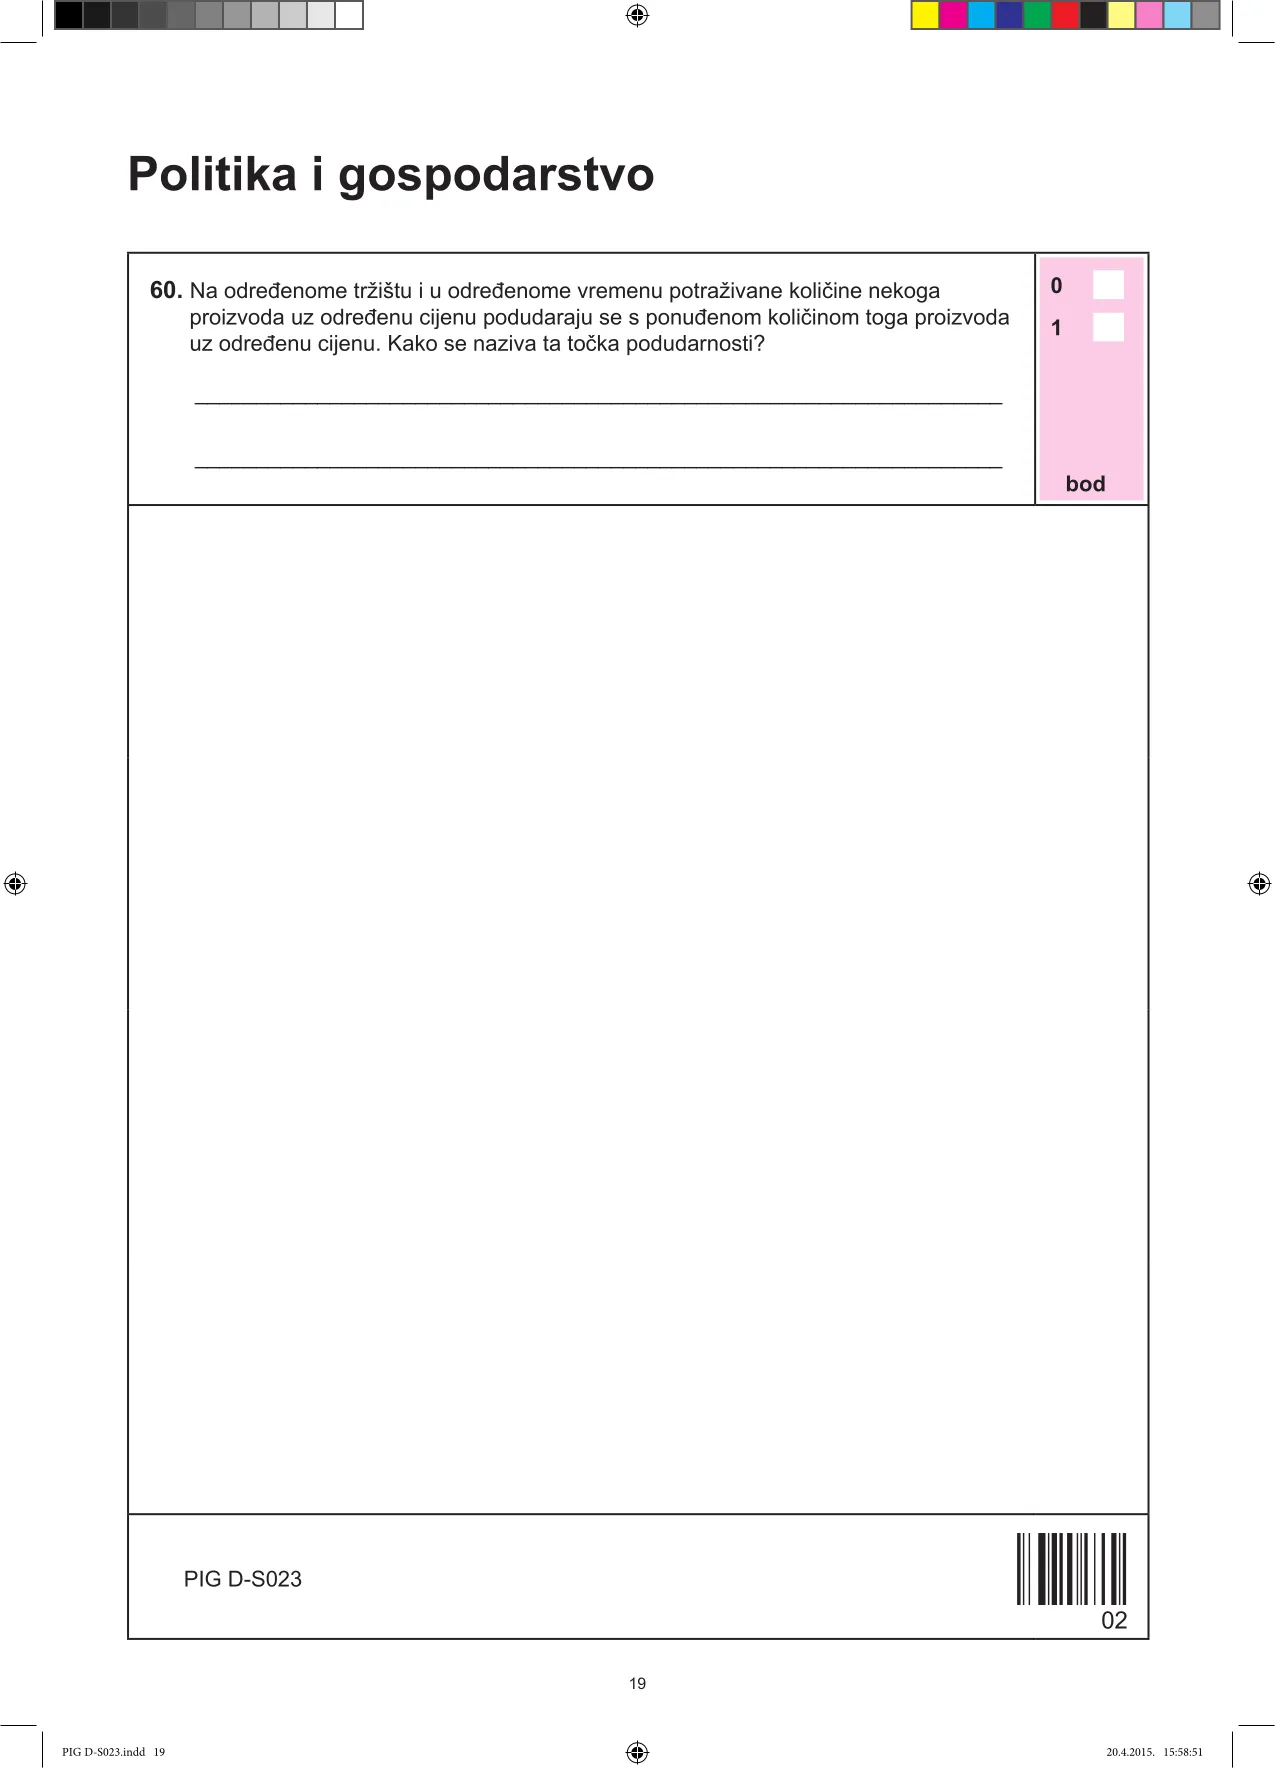 Politika i gospodarstvo
60. Na određenome tržištu i u određenome vremenu potraživane količine nekoga
proizvoda uz određenu cijenu podudaraju se s ponuđenom količinom toga proizvoda
uz određenu cijenu. Kako se naziva ta točka podudarnosti?
0
1
bod
PIG D-S023
02
19
PIG D-S023.indd 19
20.4.2015. 15:58:51